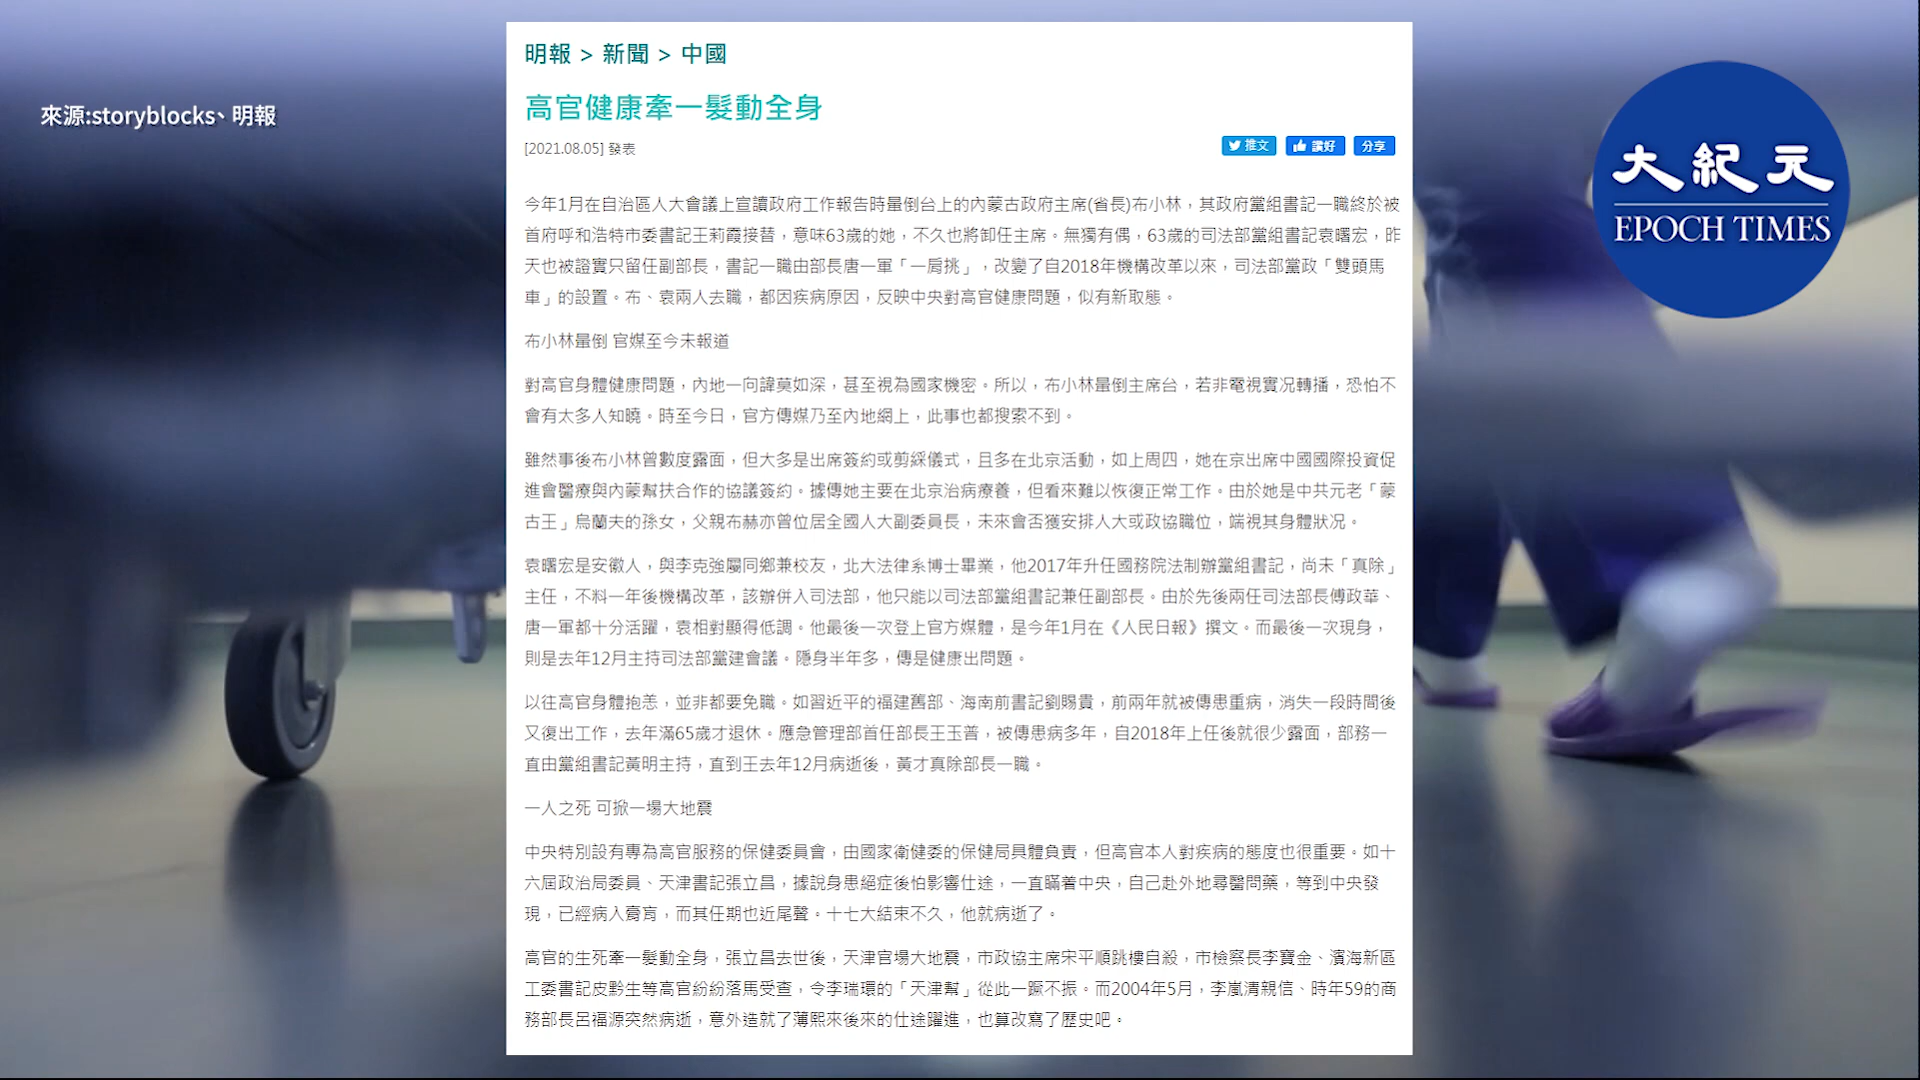 來源:storyblocks、明報
大紀元
EPOCH TIMES
明報 > 新聞 > 中國
高官健康牽一髮動全身
[2021.08.05] 發表
推文 讚好 分享
今年1月在自治區人大會議上宣讀政府工作報告時暈倒台上的內蒙古政府主席(省長)布小林，其政府黨組書記一職終於被
首府呼和浩特市委書記王莉霞接替，意味63歲的她，不久也將卸任主席。無獨有偶，63歲的司法部黨組書記袁曙宏，昨
天也被證實只留任副部長，書記一職由部長唐一軍「一肩挑」，改變了自2018年機構改革以來，司法部黨政「雙頭馬
車」的設置。布、袁兩人去職，都因疾病原因，反映中央對高官健康問題，似有新取態。
布小林暈倒 官媒至今未報道
對高官身體健康問題，內地一向諱莫如深，甚至視為國家機密。所以，布小林暈倒主席台，若非電視實况轉播，恐怕不
會有太多人知曉。時至今日，官方傳媒乃至內地網上，此事也都搜索不到。
雖然事後布小林曾數度露面，但大多是出席簽約或剪綵儀式，且多在北京活動，如上周四，她在京出席中國國際投資促
進會醫療與內蒙幫扶合作的協議簽約。據傳她主要在北京治病療養，但看來難以恢復正常工作。由於她是中共元老「蒙
古王」烏蘭夫的孫女，父親布赫亦曾位居全國人大副委員長，未來會否獲安排人大或政協職位，端視其身體狀况。
袁曙宏是安徽人，與李克強屬同鄉兼校友，北大法律系博士畢業，他2017年升任國務院法制辦黨組書記，尚未「真除」
主任，不料一年後機構改革，該辦併入司法部，他只能以司法部黨組書記兼任副部長。由於先後兩任司法部長傅政華、
唐一軍都十分活躍，袁相對顯得低調。他最後一次登上官方媒體，是今年1月在《人民日報》撰文。而最後一次現身，
則是去年12月主持司法部黨建會議。隱身半年多，傳是健康出問題。
以往高官身體抱恙，並非都要免職。如習近平的福建舊部、海南前書記劉賜貴，前兩年就被傳患重病，消失一段時間後
又復出工作，去年滿65歲才退休。應急管理部首任部長王玉普，被傳患病多年，自2018年上任後就很少露面，部務一
直由黨組書記黃明主持，直到王去年12月病逝後，黃才真除部長一職。
一人之死 可掀一場大地震
中央特別設有專為高官服務的保健委員會，由國家衛健委的保健局具體負責，但高官本人對疾病的態度也很重要。如十
六屆政治局委員、天津書記張立昌，據說身患絕症後怕影響仕途，一直瞞着中央，自己赴外地尋醫問藥，等到中央發
現，已經病入膏肓，而其任期也近尾聲。十七大結束不久，他就病逝了。
高官的生死牽一髮動全身，張立昌去世後，天津官場大地震，市政協主席宋平順跳樓自殺，市檢察長李寶金、濱海新區
工委書記皮黔生等高官紛紛落馬受查，令李瑞環的「天津幫」從此一蹶不振。而2004年5月，李嵐清親信、時年59的商
務部長呂福源突然病逝，意外造就了薄熙來後來的仕途躍進，也算改寫了歷史吧。